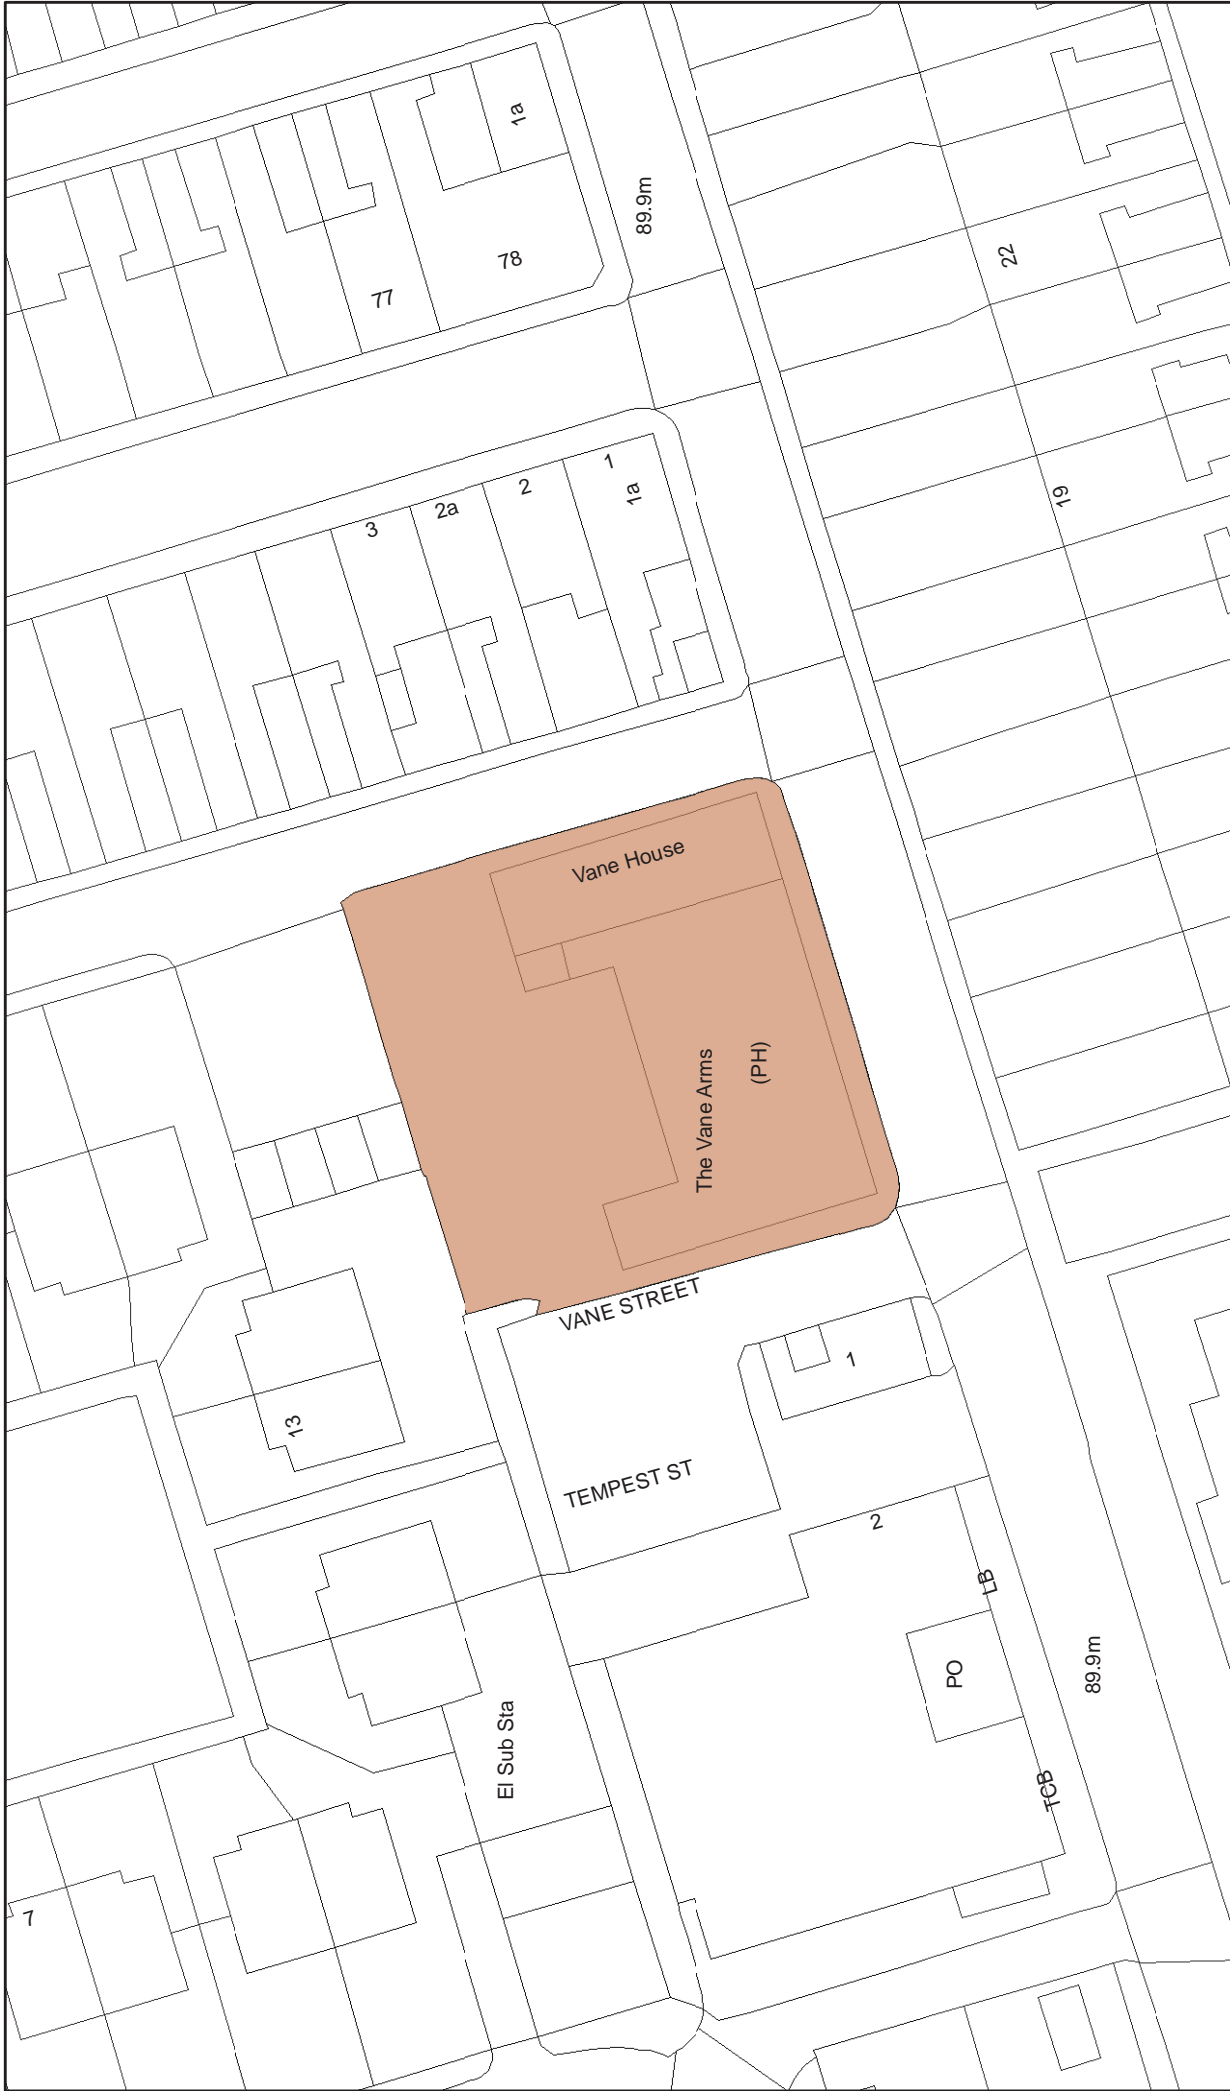 1a
89.9m
78
22
77
1
1a
2
2a
3
19
Vane House
The Vane Arms
(PH)
VANE STREET
1
13
TEMPEST ST
2
LB
PO
89.9m
El Sub Sta
TCB
7